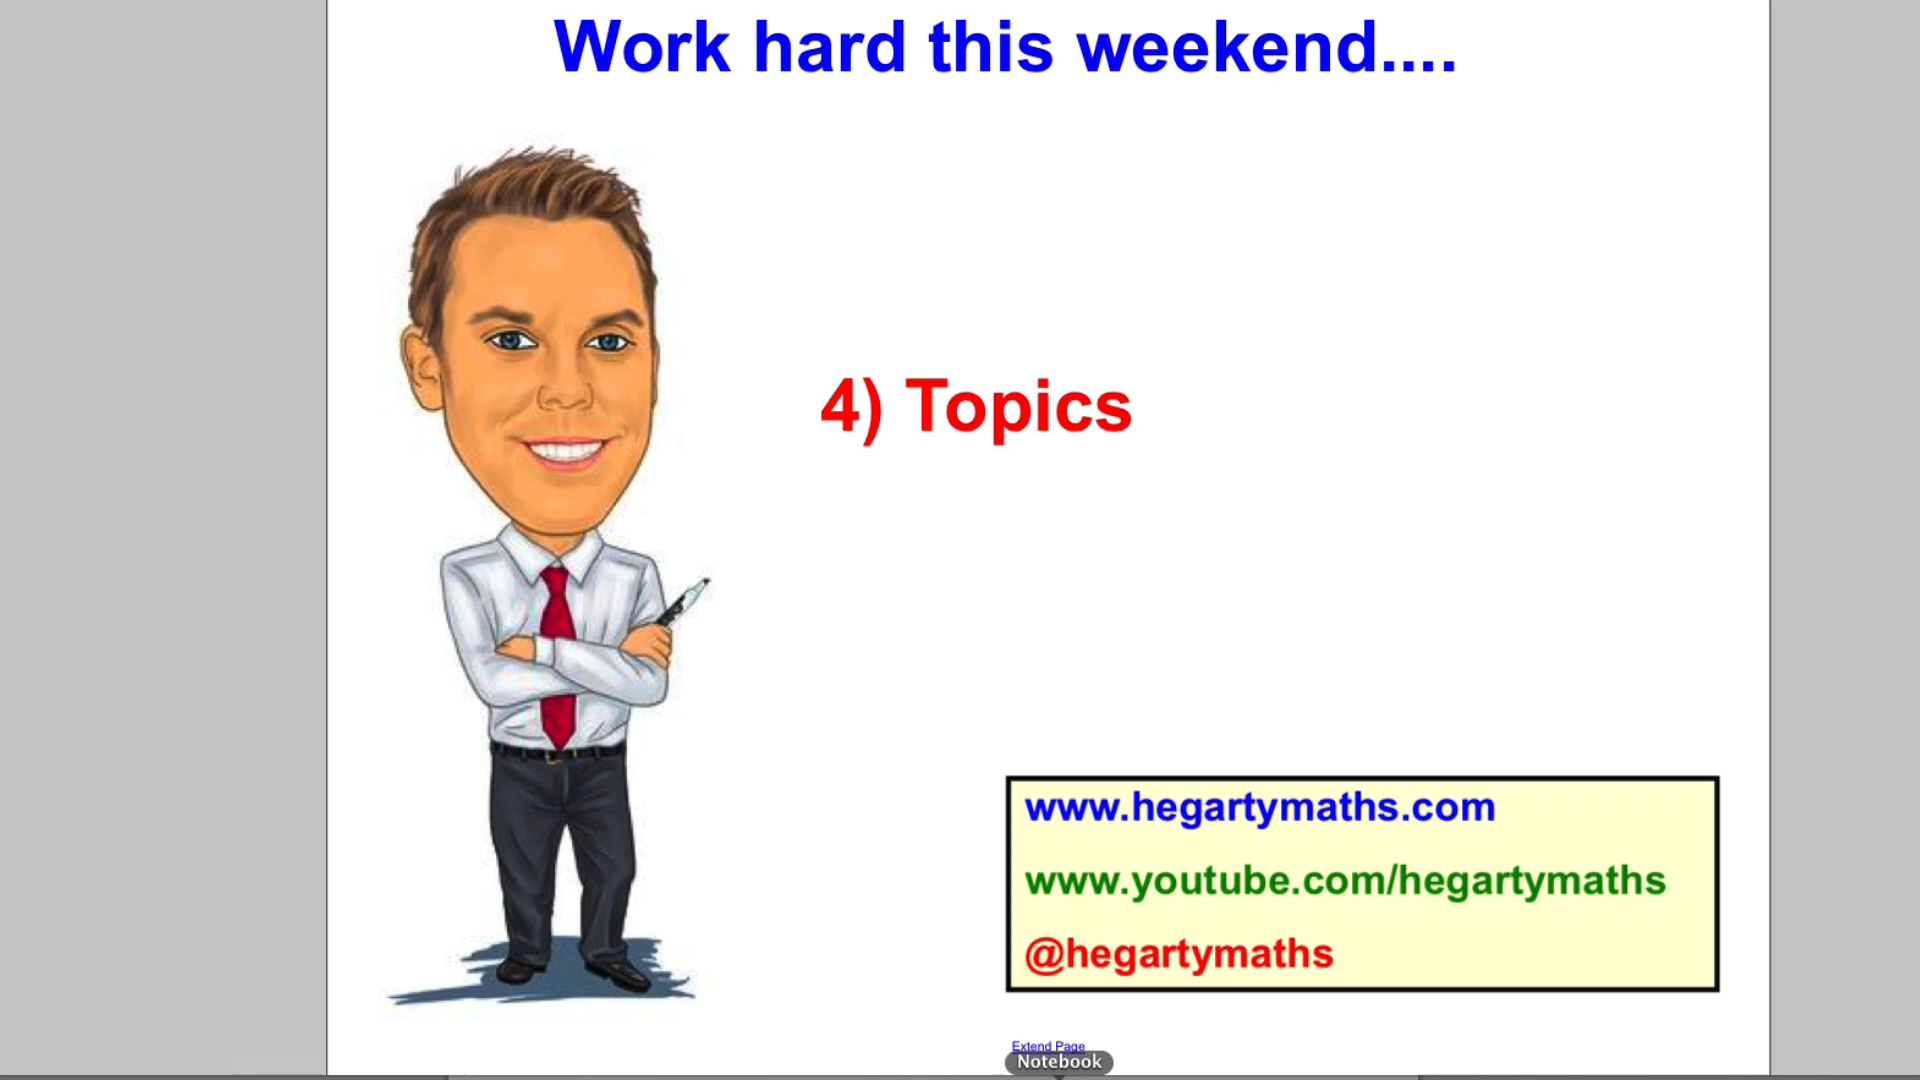 Work hard this weekend....
4) Topics
www.hegartymaths.com
www.youtube.com/hegartymaths
@hegartymaths
Extend Page
Notebook